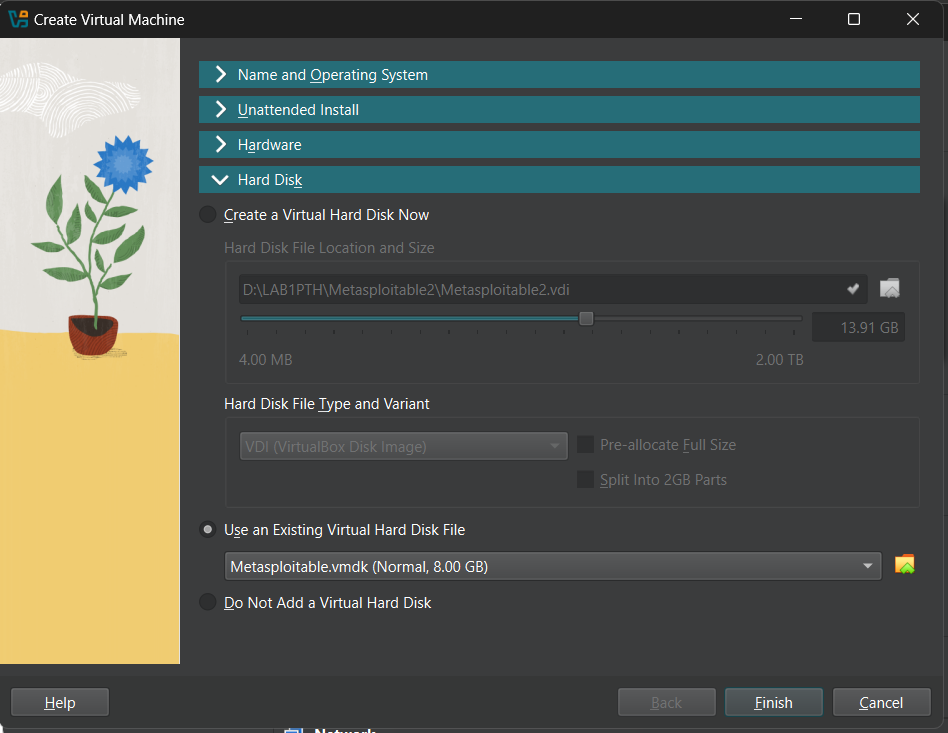 Create Virtual Machine
Name and Operating System
Unattended Install
Hardware
Hard Disk
Create a Virtual Hard Disk Now
Hard Disk File Location and Size
D:\LAB1PTH\Metasploitable2\Metasploitable2.vdi
13.91 GB
4.00 MB 2.00 TB
Hard Disk File Type and Variant
VDI (VirtualBox Disk Image) Pre-allocate Full Size
Split Into 2GB Parts
Use an Existing Virtual Hard Disk File
Metasploitable.vmdk (Normal, 8.00 GB)
Do Not Add a Virtual Hard Disk
Help Back Finish Cancel
Network